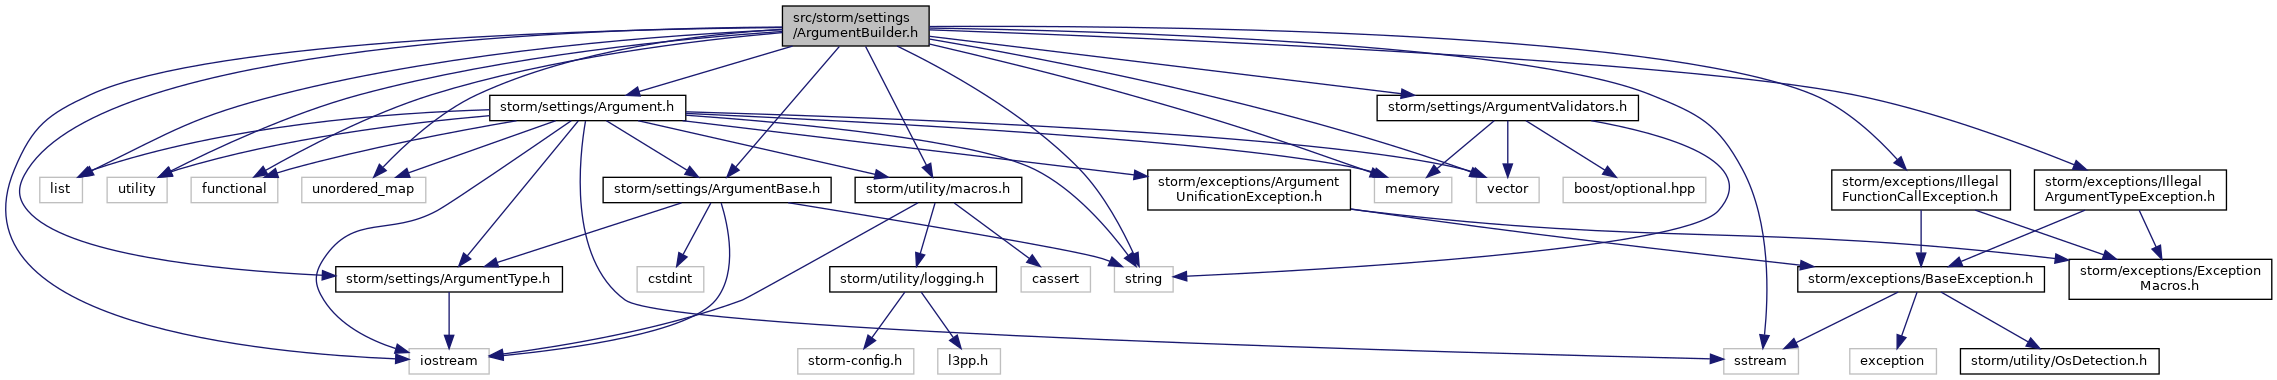 src/storm/settings
/ArgumentBuilder.h
storm/settings/Argument.h
storm/settings/ArgumentValidators.h
list
utility
functional
unordered_map
storm/settings/ArgumentBase.h
storm/utility/macros.h
storm/exceptions/Argument
UnificationException.h
memory
vector
boost/optional.hpp
storm/exceptions/Illegal
FunctionCallException.h
storm/exceptions/Illegal
ArgumentTypeException.h
storm/settings/ArgumentType.h
cstdint
storm/utility/logging.h
cassert
string
storm/exceptions/BaseException.h
storm/exceptions/Exception
Macros.h
iostream
storm-config.h
l3pp.h
sstream
exception
storm/utility/OsDetection.h